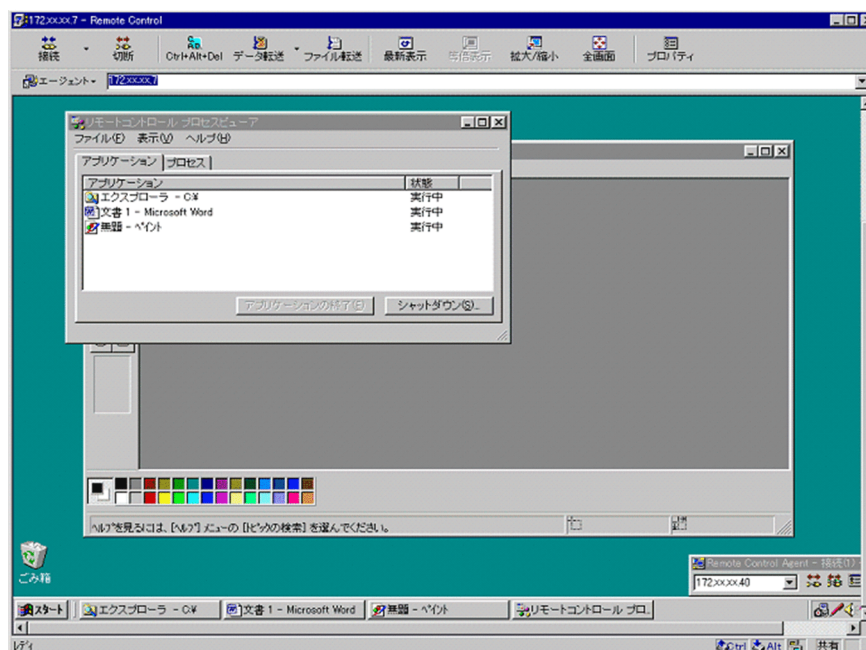 172.xx.xx.7 - Remote Control
接続 切断 Ctrl+Alt+Del データ転送 ファイル転送 最新表示 等倍表示 拡大/縮小 全画面 プロパティ
エージェント 172.xx.xx.7
リモートコントロール プロセスビューア
ファイル(F) 表示(V) ヘルプ(H)
アプリケーション プロセス
アプリケーション 状態
エクスプローラ - C:¥ 実行中
文書 1 - Microsoft Word 実行中
無題 - ペイント 実行中
アプリケーションの終了(E) シャットダウン(S)...
ヘルプを見るには、[ヘルプ] メニューの [トピックの検索] を選んでください。
ごみ箱
Remote Control Agent - 接続(1)
172.xx.xx.40
スタート エクスプローラ - C:¥ 文書 1 - Microsoft Word 無題 - ペイント リモートコントロール プロ...
レディ Ctrl Alt 共有